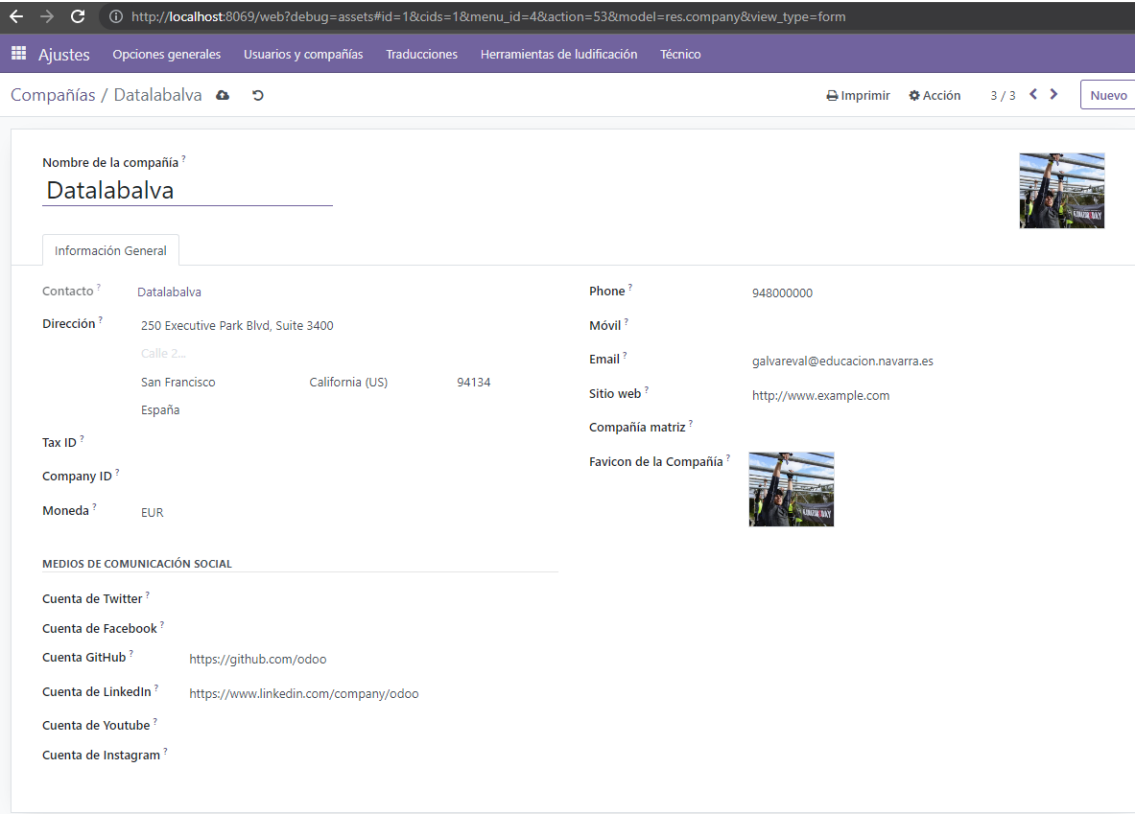 http://localhost:8069/web?debug=assets#id=1&cids=1&menu_id=4&action=53&model=res.company&view_type=form
Ajustes Opciones generales Usuarios y compañías Traducciones Herramientas de ludificación Técnico
Compañías / Datalabalva Imprimir Acción 3 / 3 Nuevo
Nombre de la compañía ?
Datalabalva
Información General
Contacto ? Datalabalva
Dirección ? 250 Executive Park Blvd, Suite 3400
Calle 2...
San Francisco California (US) 94134
España
Tax ID ?
Company ID ?
Moneda ? EUR
Phone ? 948000000
Móvil ?
Email ? galvareval@educacion.navarra.es
Sitio web ? http://www.example.com
Compañía matriz ?
Favicon de la Compañía ?
MEDIOS DE COMUNICACIÓN SOCIAL
Cuenta de Twitter ?
Cuenta de Facebook ?
Cuenta GitHub ? https://github.com/odoo
Cuenta de LinkedIn ? https://www.linkedin.com/company/odoo
Cuenta de Youtube ?
Cuenta de Instagram ?